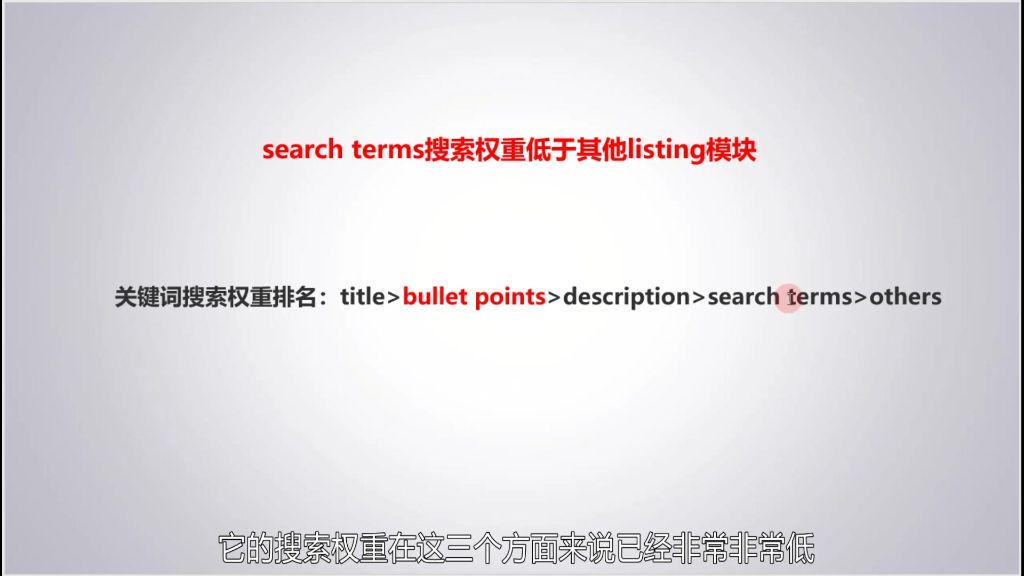 search terms搜索权重低于其他listing模块
关键词搜索权重排名：title>bullet points>description>search terms>others
它的搜索权重在这三个方面来说已经非常非常低